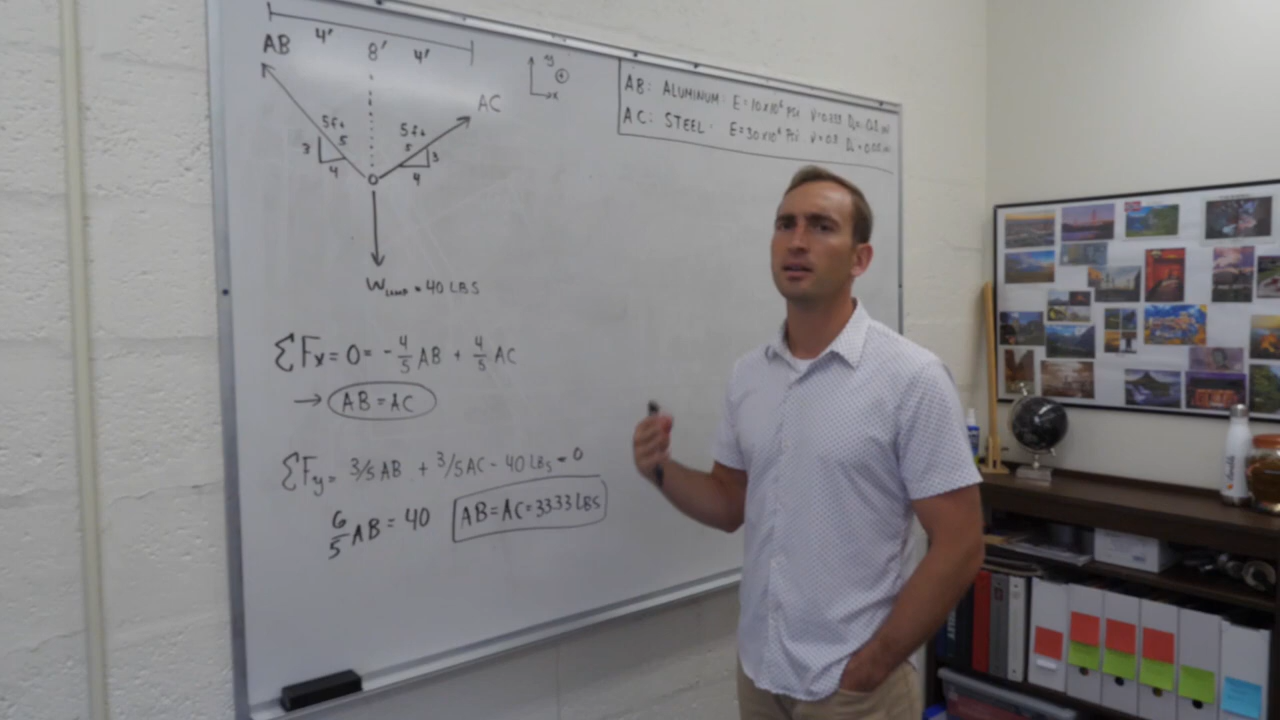 4' 8' 4'
AB
AC
y
x
+
5ft
5
3
4
5ft
5
3
4
W = 40 LBS
AB: ALUMINUM: E = 10x10⁶ PSI
AC: STEEL: E = 30x10⁶ PSI
ΣFx = 0 = - 4/5 AB + 4/5 AC
→ AB = AC
ΣFy = 3/5 AB + 3/5 AC - 40 LBS = 0
6/5 AB = 40
AB = AC = 33.33 LBS